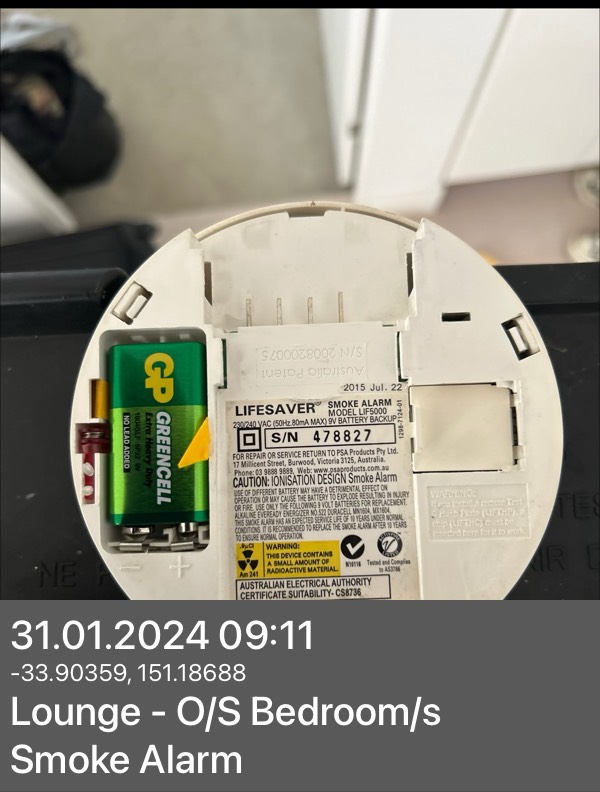 Australia Patent
S/N 200820007S
2015 Jul. 22
LIFESAVER® SMOKE ALARM
MODEL LIF5000
230/240 VAC (50Hz.80mA MAX) 9V BATTERY BACKUP
S/N 478827
1298-7124-01
FOR REPAIR OR SERVICE RETURN TO PSA Products Pty Ltd.
17 Millicent Street, Burwood, Victoria 3125, Australia.
Phone: 03 9888 9889, Web: www.psaproducts.com.au
CAUTION: IONISATION DESIGN Smoke Alarm
USE OF DIFFERENT BATTERY MAY HAVE A DETRIMENTAL EFFECT ON
OPERATION OR MAY CAUSE THE BATTERY TO EXPLODE RESULTING IN INJURY
OR FIRE. USE ONLY THE FOLLOWING 9 VOLT BATTERIES FOR REPLACEMENT.
ALKALINE EVEREADY ENERGIZER NO.522 DURACELL MN1604, MX1604.
THIS SMOKE ALARM HAS AN EXPECTED SERVICE LIFE OF 10 YEARS UNDER NORMAL
CONDITIONS. IT IS RECOMMENDED TO REPLACE THE SMOKE ALARM AFTER 10 YEARS
TO ENSURE NORMAL OPERATION.
Am 241
WARNING:
THIS DEVICE CONTAINS
A SMALL AMOUNT OF
RADIOACTIVE MATERIAL.
N10116
Tested and Complies
to AS3786
AUSTRALIAN ELECTRICAL AUTHORITY
CERTIFICATE.SUITABILITY- CS8736
GP GREENCELL
Extra Heavy Duty
NO LEAD ADDED
WARNING:
31.01.2024 09:11
-33.90359, 151.18688
Lounge - O/S Bedroom/s
Smoke Alarm